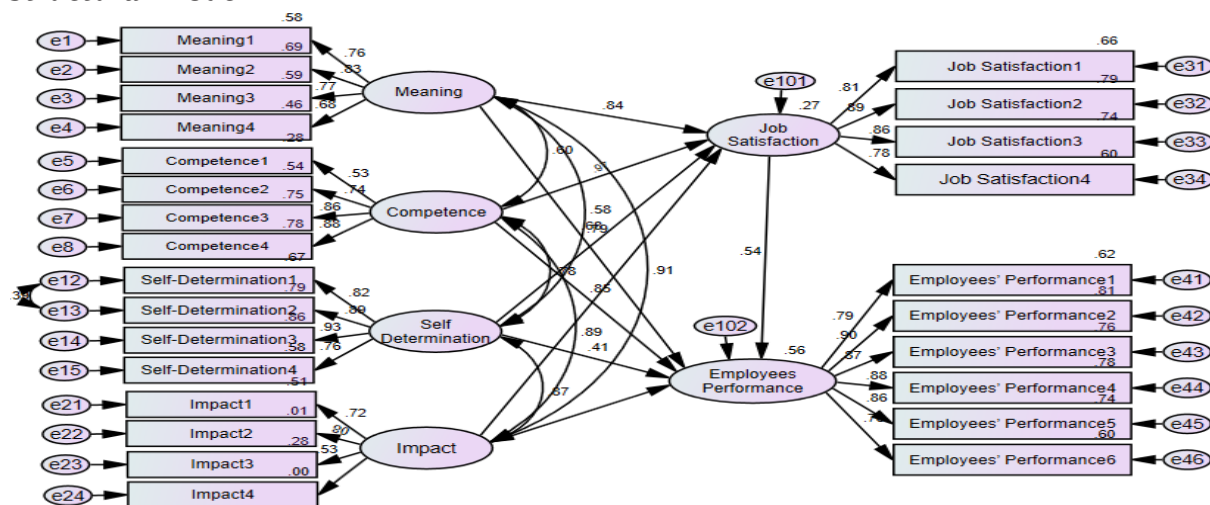 .58
e1
Meaning1
.69
.76
e2
Meaning2
.59
.83
e3
Meaning3
.46
.77
e4
Meaning4
.28
.68
Meaning
e5
Competence1
.54
.53
e6
Competence2
.75
.74
e7
Competence3
.78
.86
e8
Competence4
.67
.88
Competence
e12
Self-Determination1
.79
.82
e13
Self-Determination2
.86
.89
e14
Self-Determination3
.58
.93
e15
Self-Determination4
.51
.76
Self
Determination
e21
Impact1
.01
.72
e22
Impact2
.28
e23
Impact3
.00
.53
e24
Impact4
Impact
.84
.60
.58
.91
.85
.89
.41
.87
.54
e101
.27
Job
Satisfaction
e102
.56
Employees
Performance
.66
Job Satisfaction1
e31
.79
.81
Job Satisfaction2
e32
.74
.89
Job Satisfaction3
e33
.60
.86
Job Satisfaction4
e34
.78
.62
Employees' Performance1
e41
.81
.79
Employees' Performance2
e42
.76
.90
Employees' Performance3
e43
.78
.87
Employees' Performance4
e44
.74
.88
Employees' Performance5
e45
.60
.86
Employees' Performance6
e46